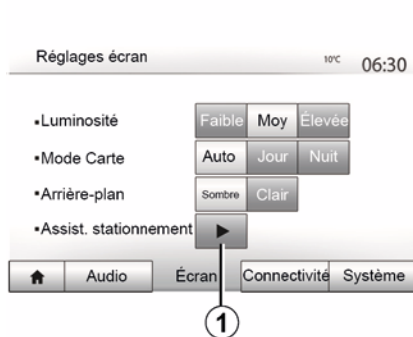 Réglages écran 10°C 06:30
▪Luminosité Faible Moy Élevée
▪Mode Carte Auto Jour Nuit
▪Arrière-plan Sombre Clair
▪Assist. stationnement
Audio Écran Connectivité Système
1